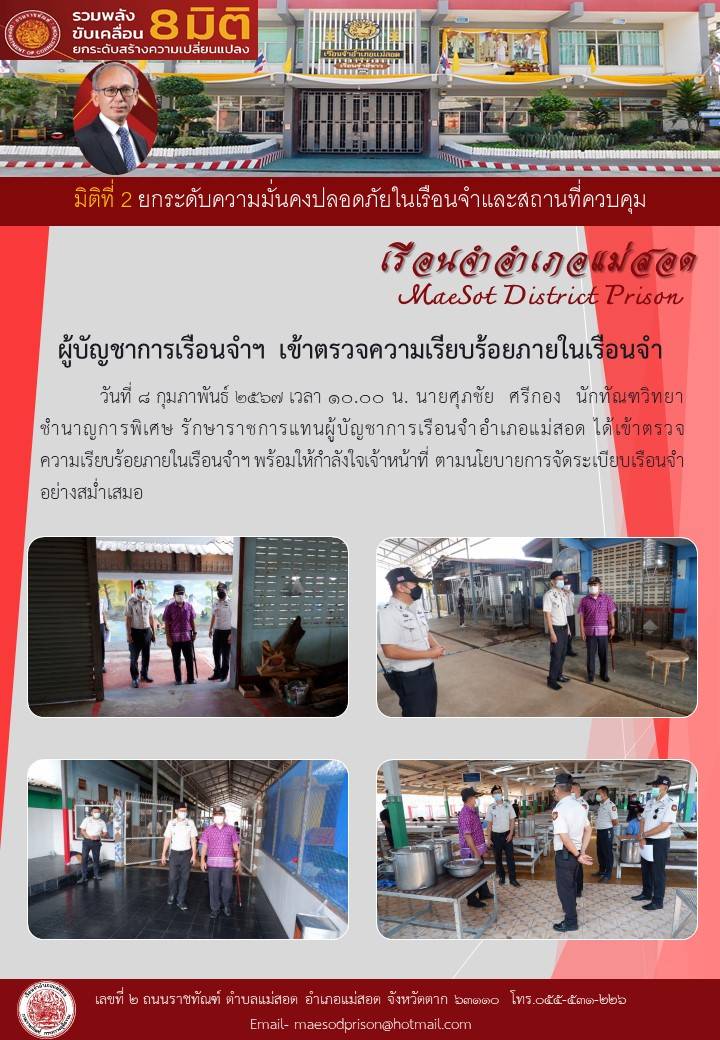 รวมพลัง
ขับเคลื่อน 8 มิติ
ยกระดับสร้างความเปลี่ยนแปลง
เรือนจำอำเภอแม่สอด
มิติที่ 2 ยกระดับความมั่นคงปลอดภัยในเรือนจำและสถานที่ควบคุม
เรือนจำอำเภอแม่สอด
MaeSot District Prison
ผู้บัญชาการเรือนจำฯ เข้าตรวจความเรียบร้อยภายในเรือนจำ
วันที่ ๘ กุมภาพันธ์ ๒๕๖๗ เวลา ๑๐.๐๐ น. นายศุภชัย ศรีกอง นักทัณฑวิทยา
ชำนาญการพิเศษ รักษาราชการแทนผู้บัญชาการเรือนจำอำเภอแม่สอด ได้เข้าตรวจ
ความเรียบร้อยภายในเรือนจำฯ พร้อมให้กำลังใจเจ้าหน้าที่ ตามนโยบายการจัดระเบียบเรือนจำ
อย่างสม่ำเสมอ
เลขที่ ๒ ถนนราชทัณฑ์ ตำบลแม่สอด อำเภอแม่สอด จังหวัดตาก ๖๓๑๑๐ โทร.๐๕๕-๕๓๑-๒๒๖
Email- maesodprison@hotmail.com